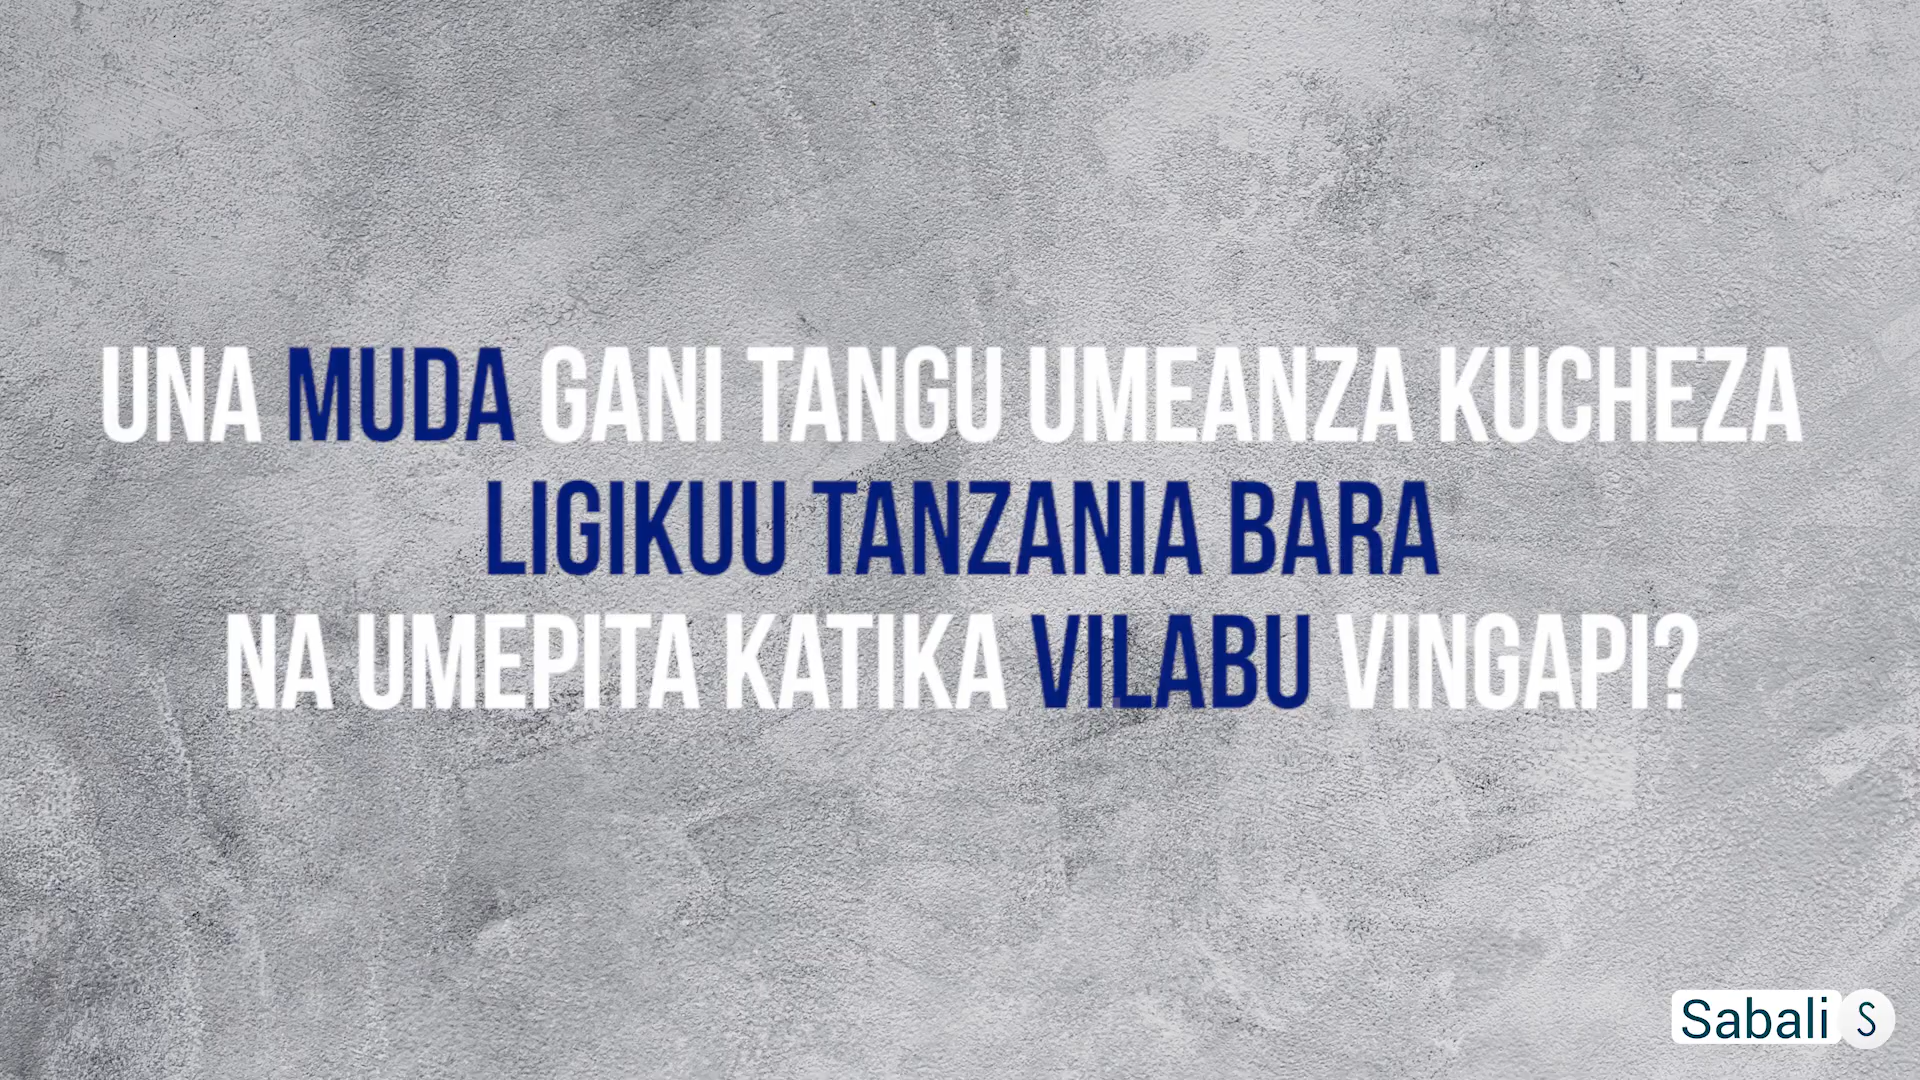 UNA MUDA GANI TANGU UMEANZA KUCHEZA
LIGIKUU TANZANIA BARA
NA UMEPITA KATIKA VILABU VINGAPI?
Sabali S